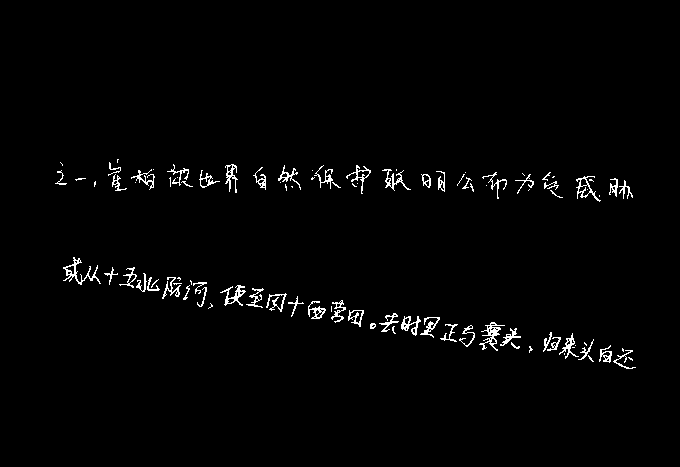 之一,崖柏被世界自然保护联盟公布为受威胁
或从十五北防河,便至四十西营田。去时里正与裹头,归来头白还